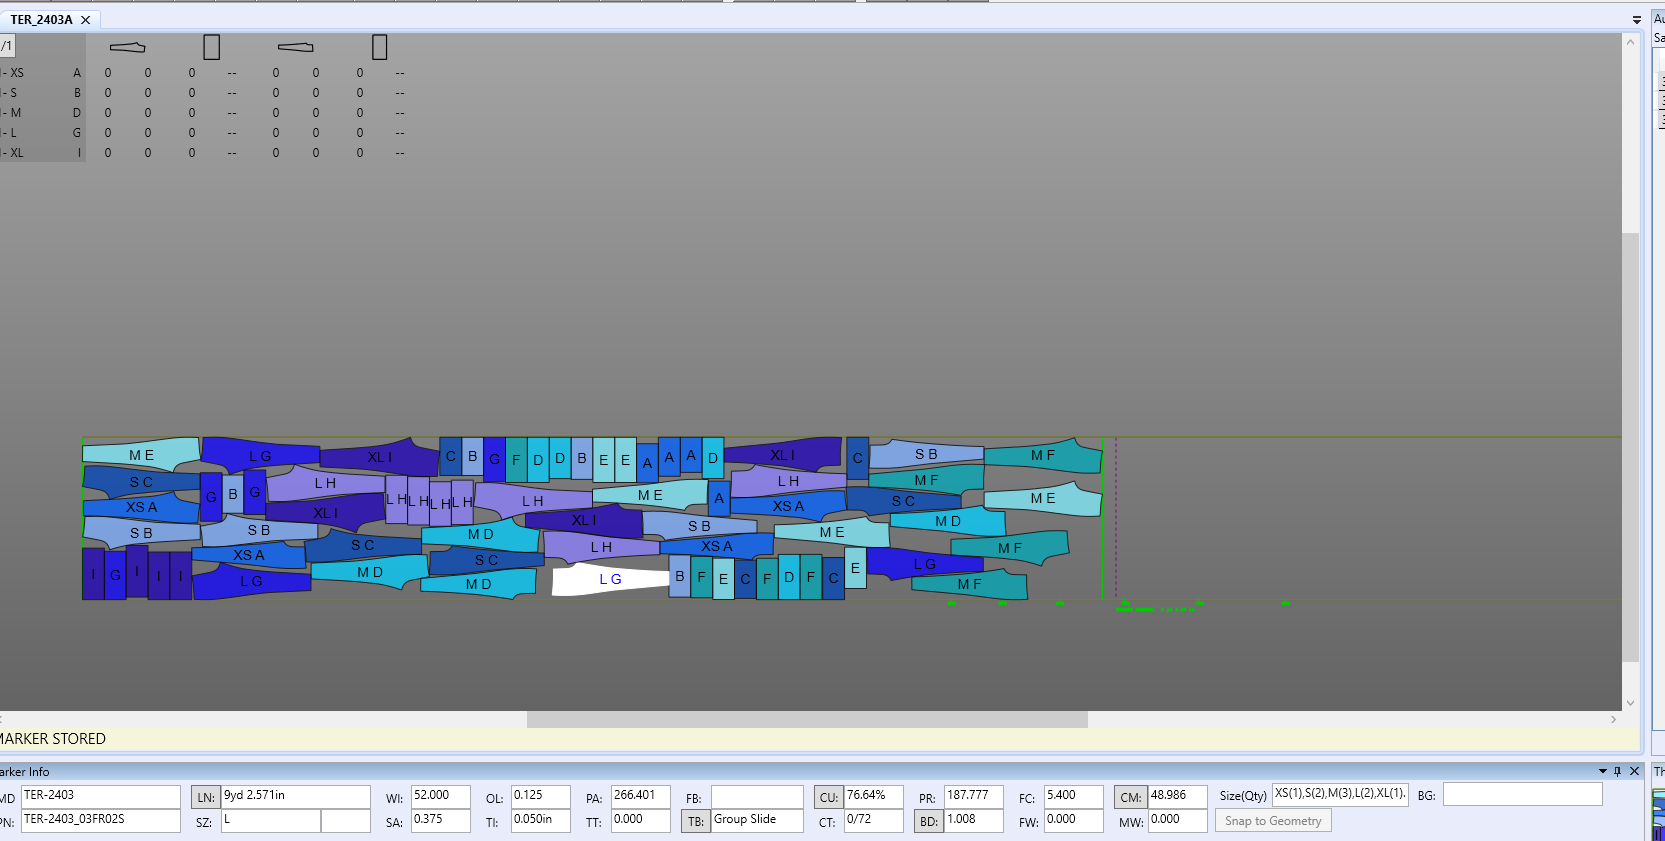 TER_2403A
/1
- XS A 0 0 0 -- 0 0 0 --
- S B 0 0 0 -- 0 0 0 --
- M D 0 0 0 -- 0 0 0 --
- L G 0 0 0 -- 0 0 0 --
- XL I 0 0 0 -- 0 0 0 --
M E L G XL I C B G F D D B E E A A A D XL I C S B M F
S C G B G L H L H L H L H L H L H M E A L H M F M E
XS A XL I XL I S B XS A S C M D
S B S B S C M D L H XS A M E M F
I G I I I XS A L G M D S C M D L G B F E C F D F C E L G M F
MARKER STORED
arker Info
MD TER-2403 LN: 9yd 2.571in WI: 52.000 OL: 0.125 PA: 266.401 FB: CU: 76.64% PR: 187.777 FC: 5.400 CM: 48.986 Size(Qty) XS(1),S(2),M(3),L(2),XL(1). BG:
PN: TER-2403_03FR02S SZ: L SA: 0.375 TI: 0.050in TT: 0.000 TB: Group Slide CT: 0/72 BD: 1.008 FW: 0.000 MW: 0.000 Snap to Geometry